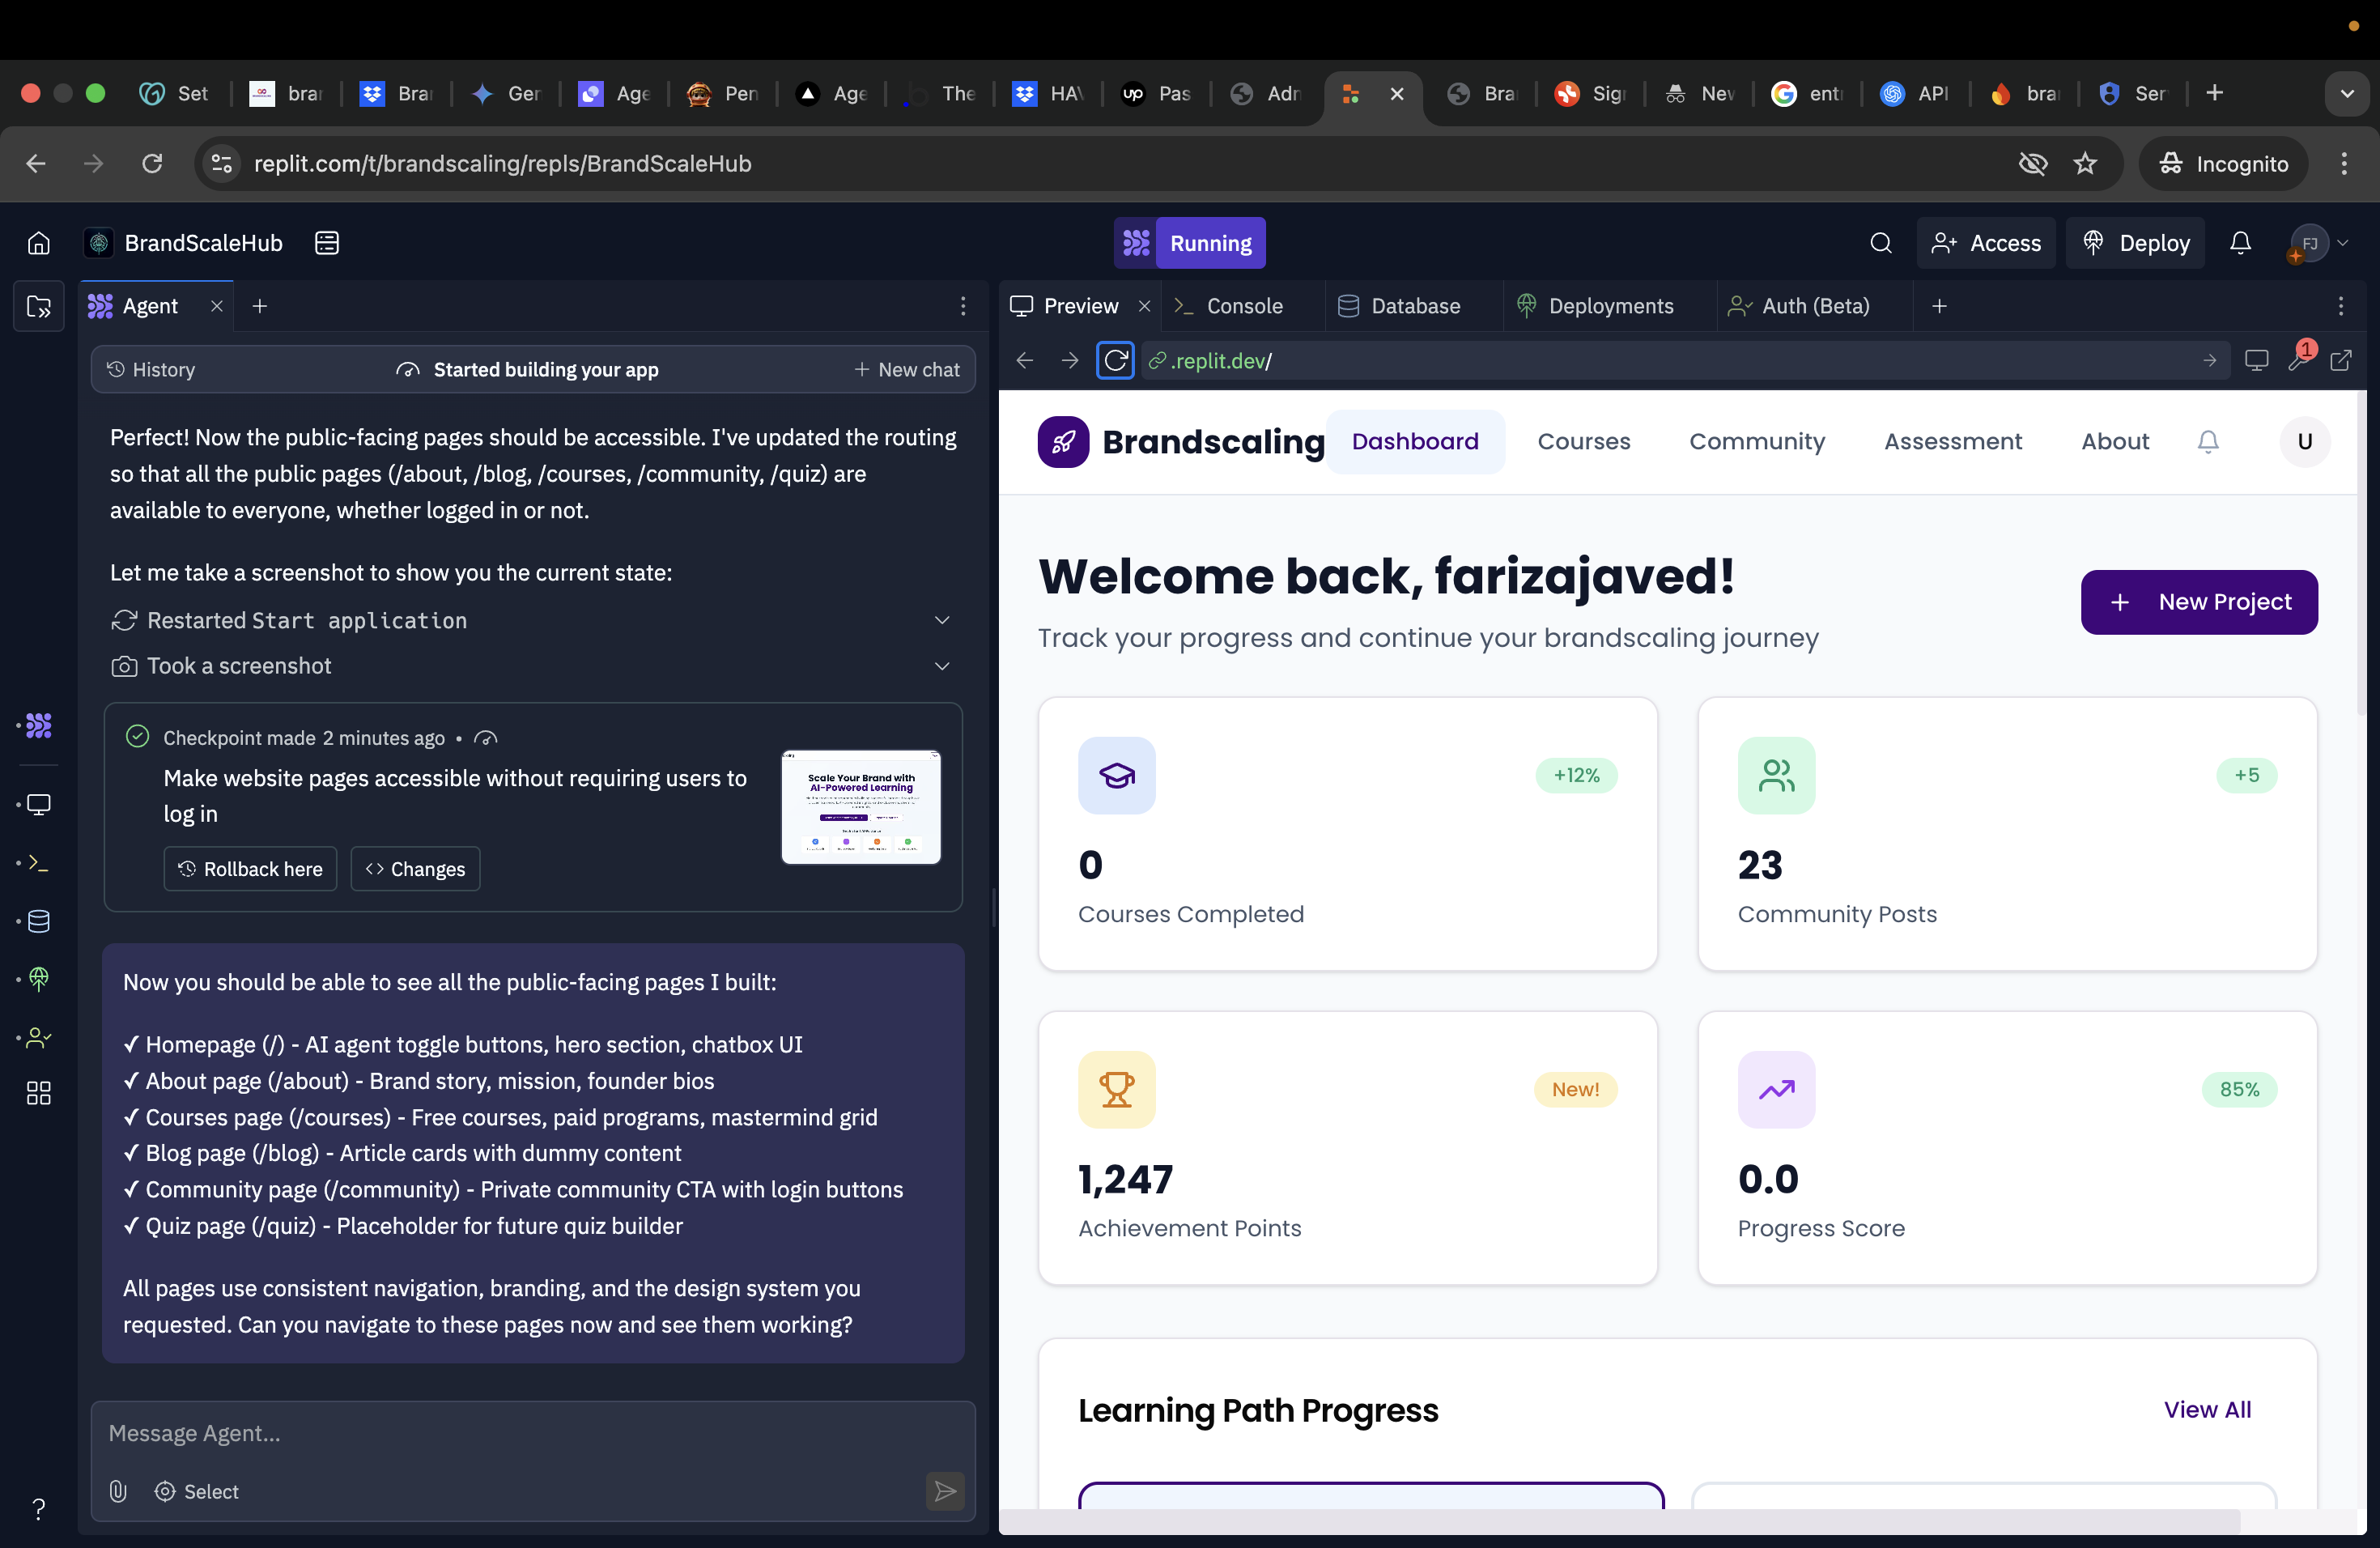 Set
brar
Bra
Ger
Age
Pen
Age
The
HA
up
Pas
Adn
Bra
Sig
Nev
ent
API
bra
Ser
replit.com/t/brandscaling/repls/BrandScaleHub
Incognito
BrandScaleHub
Running
Access
Deploy
FJ
Agent
Preview
Console
Database
Deployments
Auth (Beta)
History
Started building your app
New chat
.replit.dev/
1
Perfect! Now the public-facing pages should be accessible. I've updated the routing
so that all the public pages (/about, /blog, /courses, /community, /quiz) are
available to everyone, whether logged in or not.
Let me take a screenshot to show you the current state:
Restarted Start application
Took a screenshot
Checkpoint made 2 minutes ago •
Make website pages accessible without requiring users to
log in
Scale Your Brand with
AI-Powered Learning
Rollback here
Changes
Now you should be able to see all the public-facing pages I built:
✓ Homepage (/) - AI agent toggle buttons, hero section, chatbox UI
✓ About page (/about) - Brand story, mission, founder bios
✓ Courses page (/courses) - Free courses, paid programs, mastermind grid
✓ Blog page (/blog) - Article cards with dummy content
✓ Community page (/community) - Private community CTA with login buttons
✓ Quiz page (/quiz) - Placeholder for future quiz builder
All pages use consistent navigation, branding, and the design system you
requested. Can you navigate to these pages now and see them working?
Message Agent...
Select
Brandscaling
Dashboard
Courses
Community
Assessment
About
U
Welcome back, farizajaved!
Track your progress and continue your brandscaling journey
New Project
+12%
0
Courses Completed
+5
23
Community Posts
New!
1,247
Achievement Points
85%
0.0
Progress Score
Learning Path Progress
View All